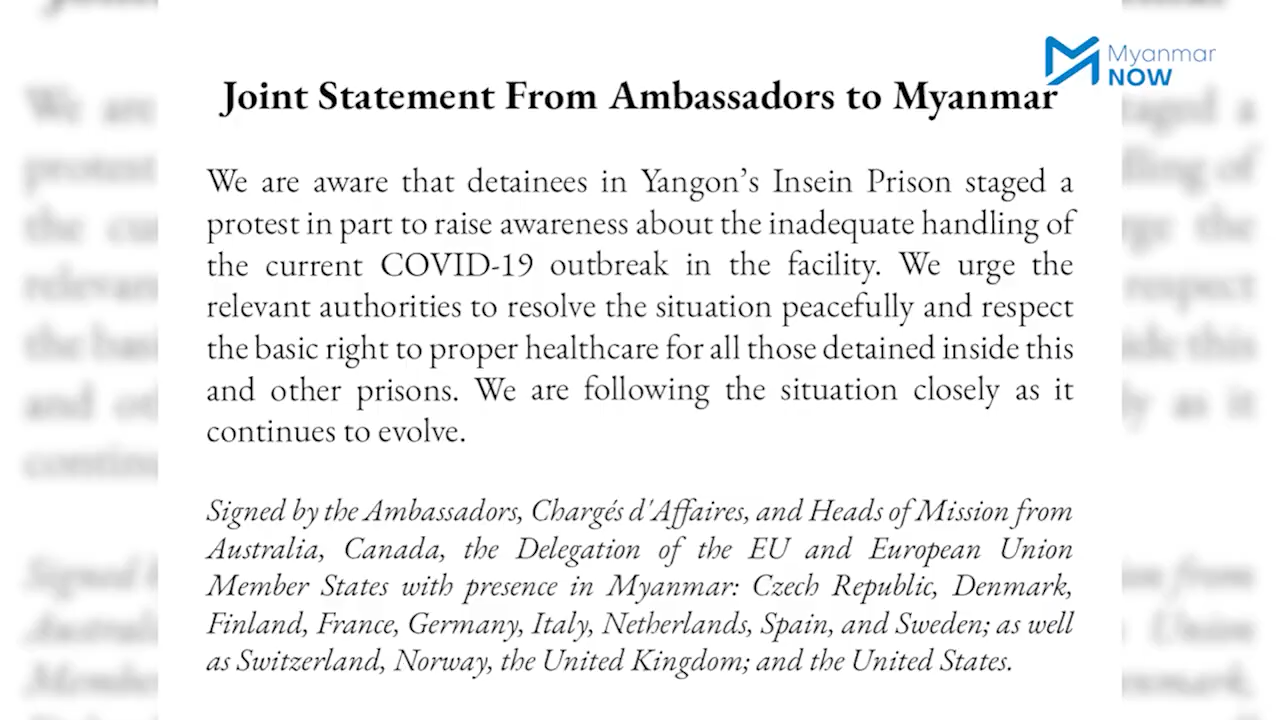 Myanmar
NOW
Joint Statement From Ambassadors to Myanmar
We are aware that detainees in Yangon’s Insein Prison staged a
protest in part to raise awareness about the inadequate handling of
the current COVID-19 outbreak in the facility. We urge the
relevant authorities to resolve the situation peacefully and respect
the basic right to proper healthcare for all those detained inside this
and other prisons. We are following the situation closely as it
continues to evolve.
Signed by the Ambassadors, Chargés d'Affaires, and Heads of Mission from
Australia, Canada, the Delegation of the EU and European Union
Member States with presence in Myanmar: Czech Republic, Denmark,
Finland, France, Germany, Italy, Netherlands, Spain, and Sweden; as well
as Switzerland, Norway, the United Kingdom; and the United States.